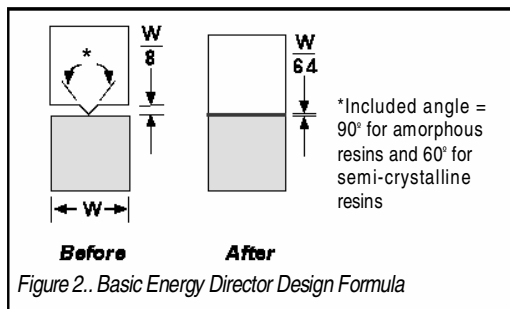 *
W
8
W
64
*Included angle =
90° for amorphous
resins and 60° for
semi-crystalline
resins
W
Before After
Figure 2.. Basic Energy Director Design Formula